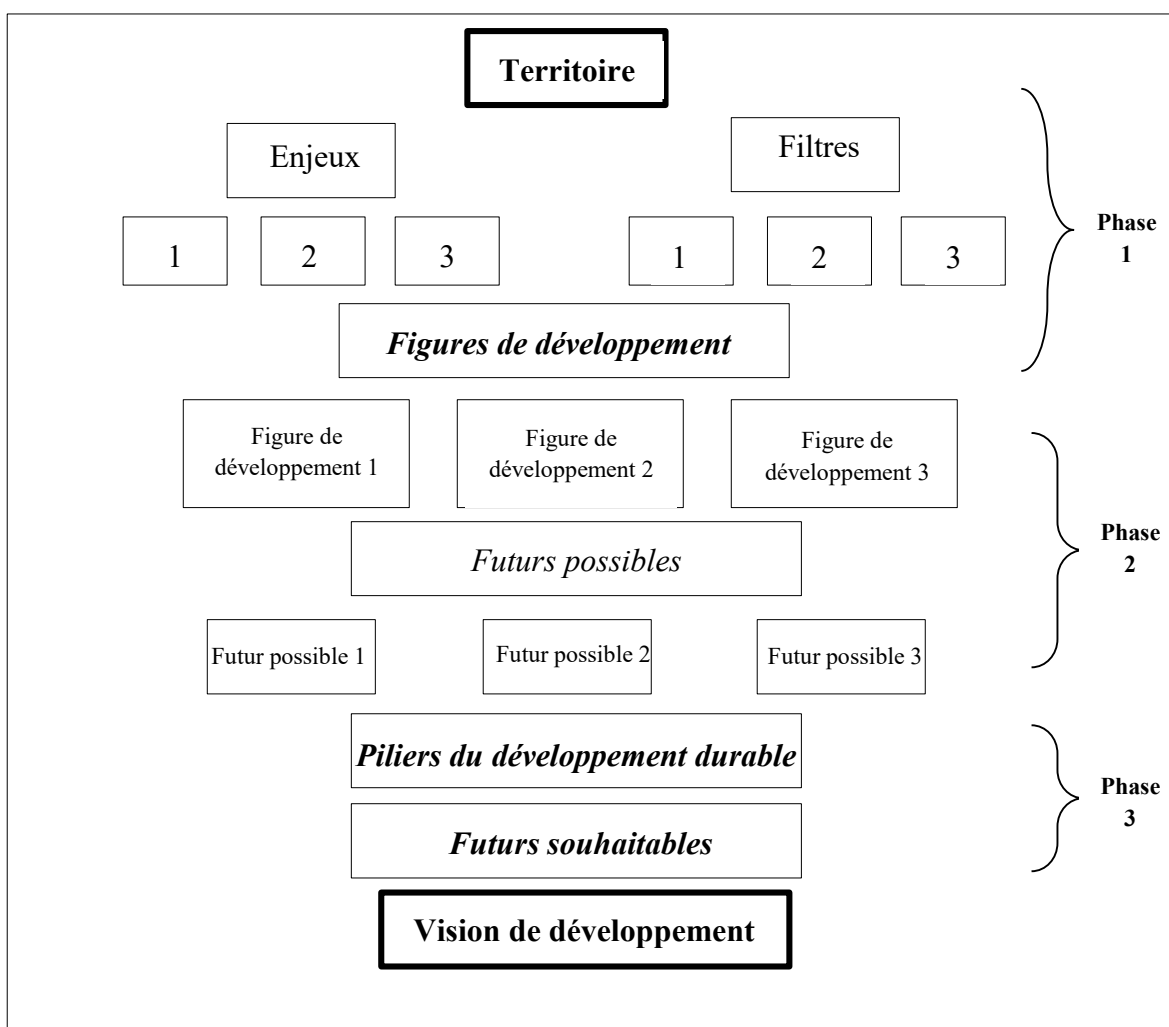 Territoire
Enjeux
Filtres
1
2
3
1
2
3
Phase
1
Figures de développement
Figure de
développement 1
Figure de
développement 2
Figure de
développement 3
Futurs possibles
Phase
2
Futur possible 1
Futur possible 2
Futur possible 3
Piliers du développement durable
Phase
3
Futurs souhaitables
Vision de développement